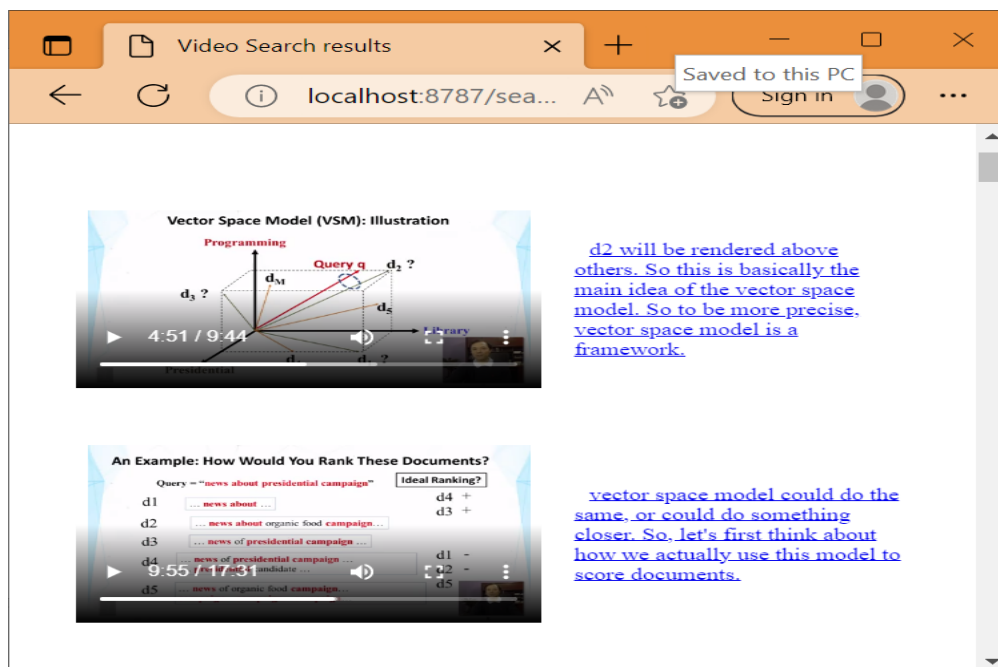 Video Search results
Saved to this PC
localhost:8787/sea...
Sign in
Vector Space Model (VSM): Illustration
Programming
Query q
d2 ?
dM
d3 ?
d5
Library
4:51 / 9:44
Presidential
d2 will be rendered above
others. So this is basically the
main idea of the vector space
model. So to be more precise,
vector space model is a
framework.
An Example: How Would You Rank These Documents?
Query = "news about presidential campaign"
Ideal Ranking?
d1
... news about ...
d4 +
d3 +
d2
... news about organic food campaign...
d3
... news of presidential campaign ...
d4
... news of presidential campaign ...
candidate ...
d1 -
d2 -
9:55 / 17:31
d5
... news of organic food campaign...
d5
vector space model could do the
same, or could do something
closer. So, let's first think about
how we actually use this model to
score documents.